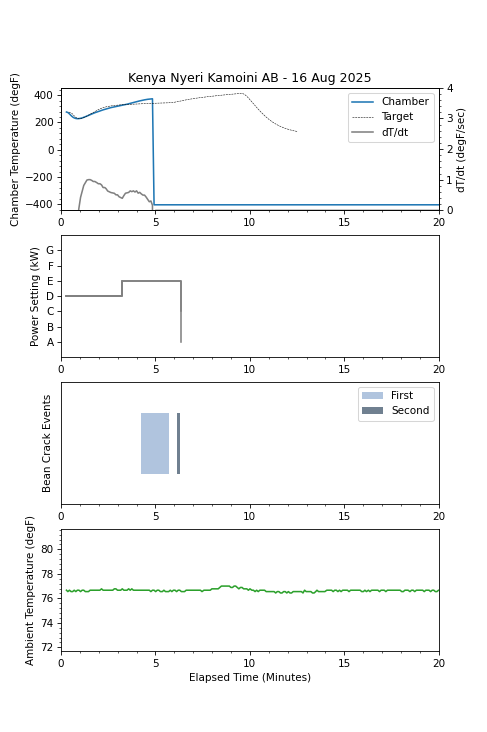 Kenya Nyeri Kamoini AB - 16 Aug 2025
Chamber Temperature (degF)
400
200
0
−200
−400
Chamber
Target
dT/dt
4
3
2
1
0
dT/dt (degF/sec)
0 5 10 15 20
Power Setting (kW)
G
F
E
D
C
B
A
0 5 10 15 20
Bean Crack Events
First
Second
0 5 10 15 20
Ambient Temperature (degF)
80
78
76
74
72
0 5 10 15 20
Elapsed Time (Minutes)